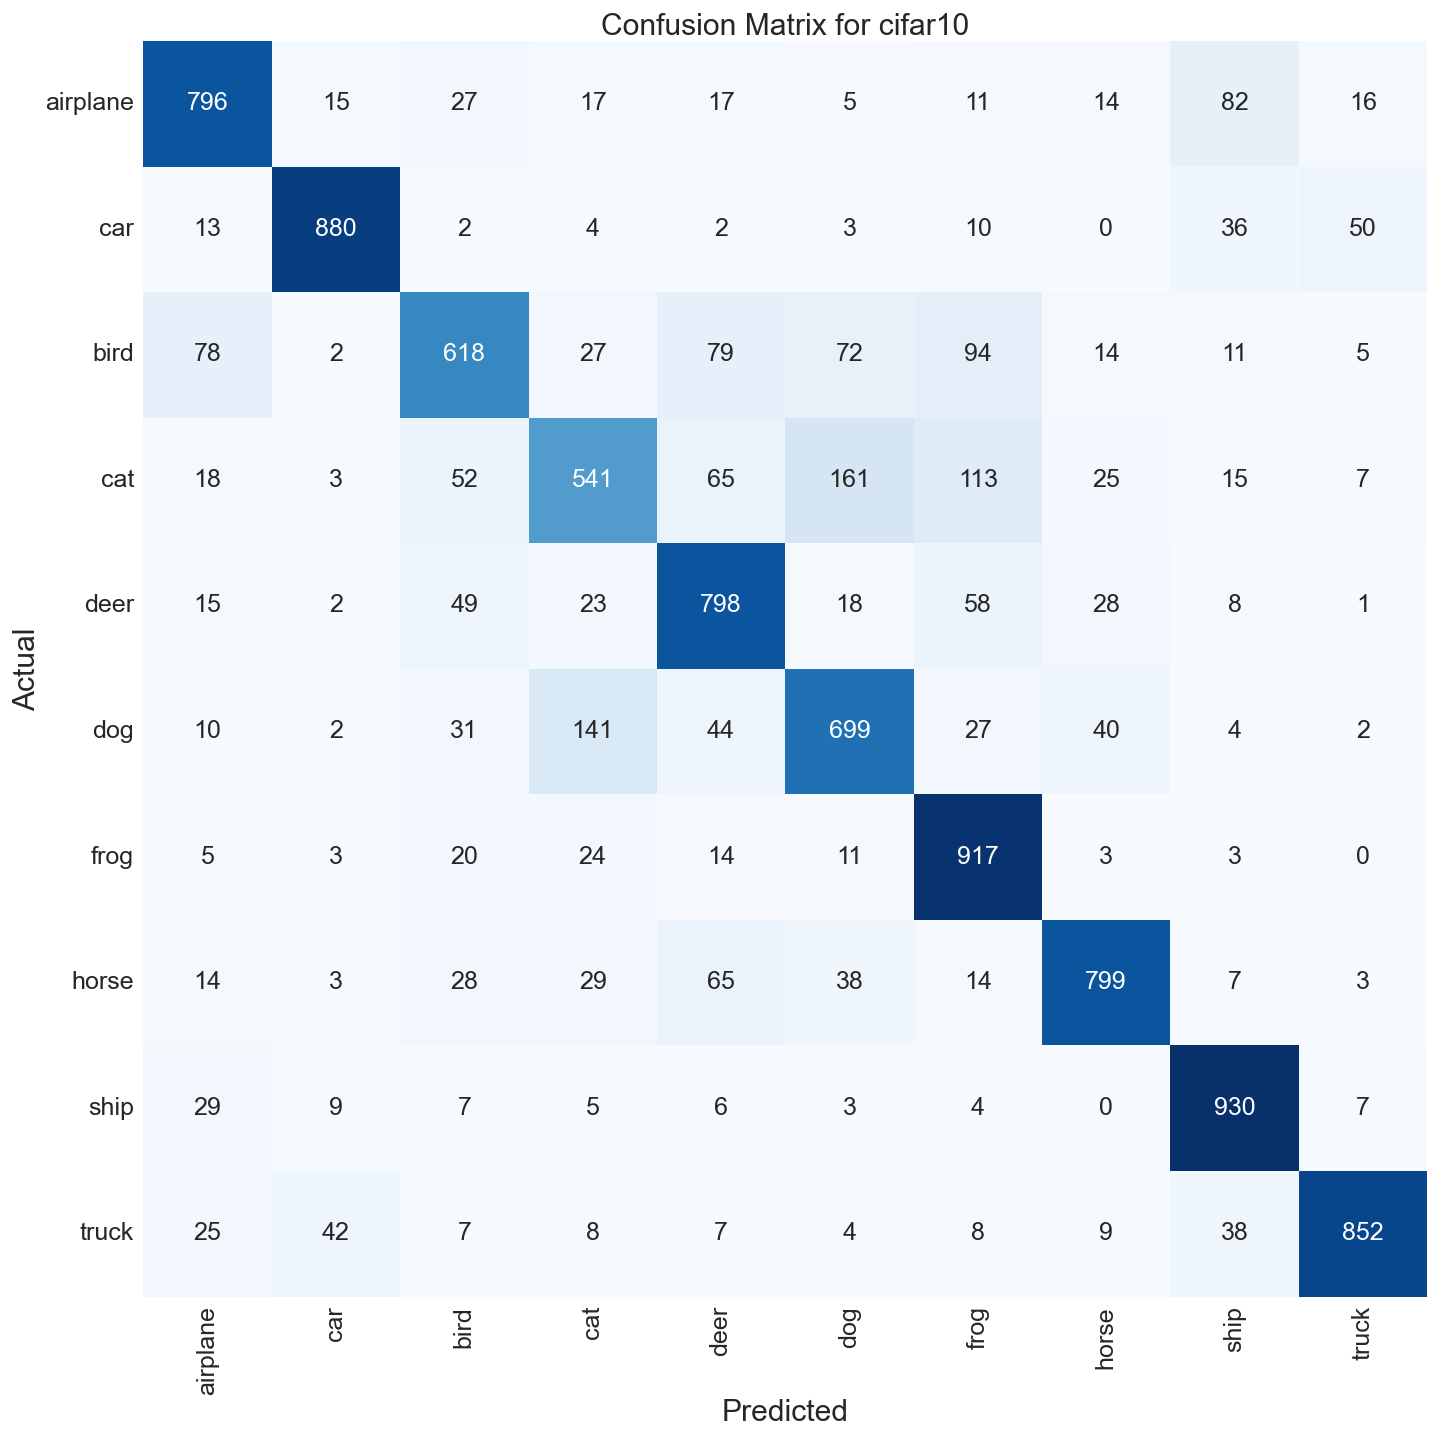 Confusion Matrix for cifar10
airplane 796 15 27 17 17 5 11 14 82 16
car 13 880 2 4 2 3 10 0 36 50
bird 78 2 618 27 79 72 94 14 11 5
cat 18 3 52 541 65 161 113 25 15 7
deer 15 2 49 23 798 18 58 28 8 1
Actual
dog 10 2 31 141 44 699 27 40 4 2
frog 5 3 20 24 14 11 917 3 3 0
horse 14 3 28 29 65 38 14 799 7 3
ship 29 9 7 5 6 3 4 0 930 7
truck 25 42 7 8 7 4 8 9 38 852
airplane car bird cat deer dog frog horse ship truck
Predicted